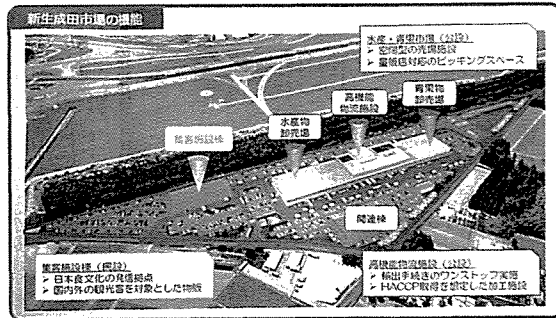 新生成田市場の機能
水産・青果市場（公設）
➢ 密閉型の売場施設
➢ 量販店対応のピッキングスペース
青果物
卸売場
高機能
物流施設
水産物
卸売場
集客施設棟
関連棟
集客施設棟（民設）
➢ 日本食文化の発信拠点
➢ 国内外の観光客を対象とした物販
高機能物流施設（公設）
➢ 輸出手続きのワンストップ実施
➢ HACCP取得を想定した加工施設